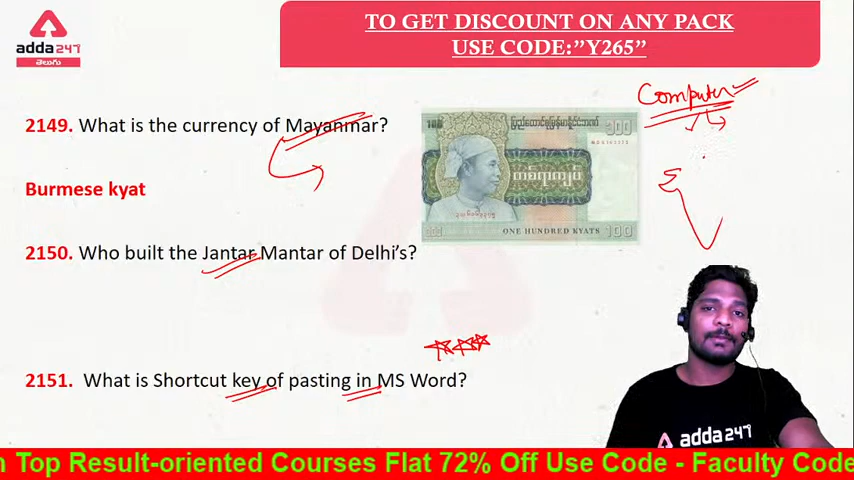 TO GET DISCOUNT ON ANY PACK
USE CODE:"Y265"
adda247
తెలుగు
Computer
2149. What is the currency of Mayanmar?
100
ONE HUNDRED KYATS 100
Burmese kyat
2150. Who built the Jantar Mantar of Delhi's?
2151. What is Shortcut key of pasting in MS Word?
adda247
n Top Result-oriented Courses Flat 72% Off Use Code - Faculty Code